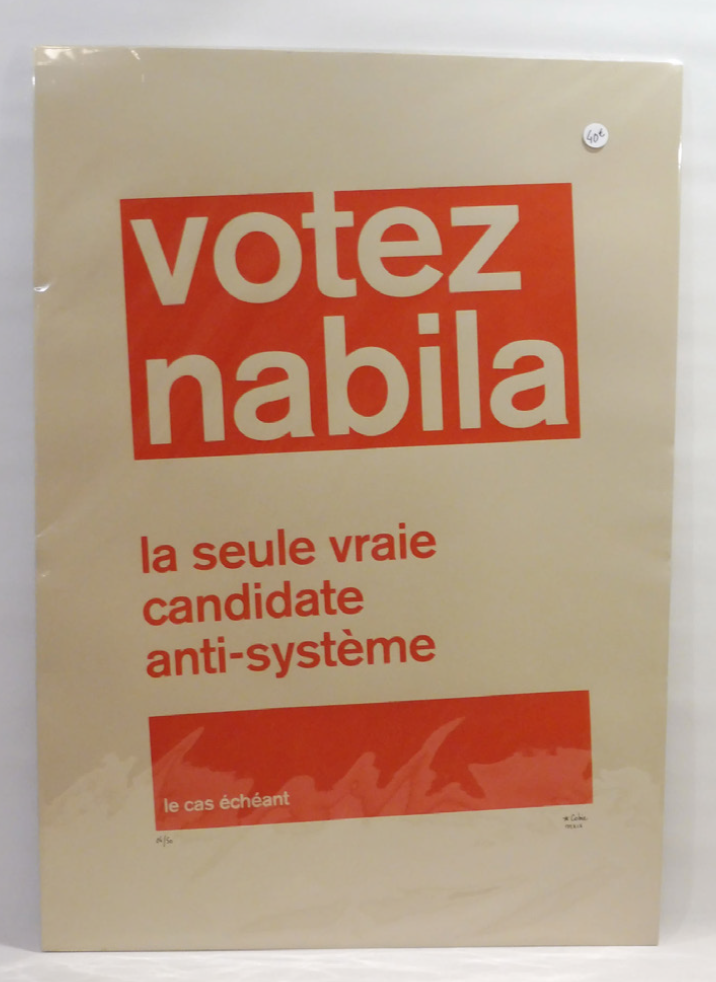 40€
votez
nabila
la seule vraie
candidate
anti-système
le cas échéant